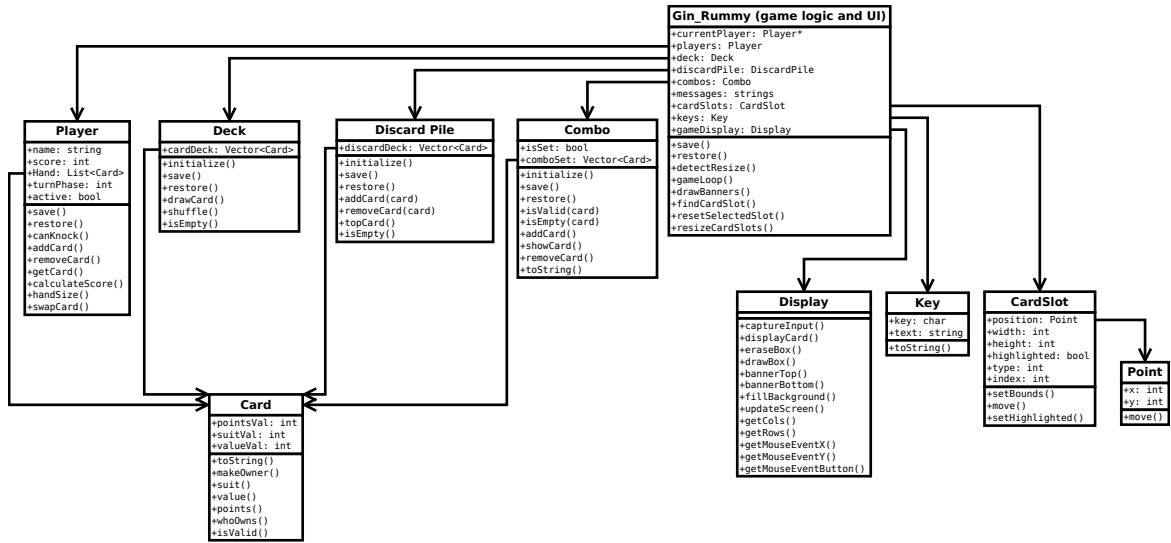 Gin_Rummy (game logic and UI)
+currentPlayer: Player*
+players: Player
+deck: Deck
+discardPile: DiscardPile
+combos: Combo
+messages: strings
+cardSlots: CardSlot
+keys: Key
+gameDisplay: Display
+save()
+restore()
+detectResize()
+gameLoop()
+drawBanners()
+findCardSlot()
+resetSelectedSlot()
+resizeCardSlots()
Player
+name: string
+score: int
+Hand: List<Card>
+turnPhase: int
+active: bool
+save()
+restore()
+canKnock()
+addCard()
+removeCard()
+getCard()
+calculateScore()
+handSize()
+swapCard()
Deck
+cardDeck: Vector<Card>
+initialize()
+save()
+restore()
+drawCard()
+shuffle()
+isEmpty()
Discard Pile
+discardDeck: Vector<Card>
+initialize()
+save()
+restore()
+addCard(card)
+removeCard(card)
+topCard()
+isEmpty()
Combo
+isSet: bool
+comboSet: Vector<Card>
+initialize()
+save()
+restore()
+isValid(card)
+isEmpty(card)
+addCard()
+showCard()
+removeCard()
+toString()
Display
+captureInput()
+displayCard()
+eraseBox()
+drawBox()
+bannerTop()
+bannerBottom()
+fillBackground()
+updateScreen()
+getCols()
+getRows()
+getMouseEventX()
+getMouseEventY()
+getMouseEventButton()
Key
+key: char
+text: string
+toString()
CardSlot
+position: Point
+width: int
+height: int
+highlighted: bool
+type: int
+index: int
+setBounds()
+move()
+setHighlighted()
Point
+x: int
+y: int
+move()
Card
+pointsVal: int
+suitVal: int
+valueVal: int
+toString()
+makeOwner()
+suit()
+value()
+points()
+whoOwns()
+isValid()